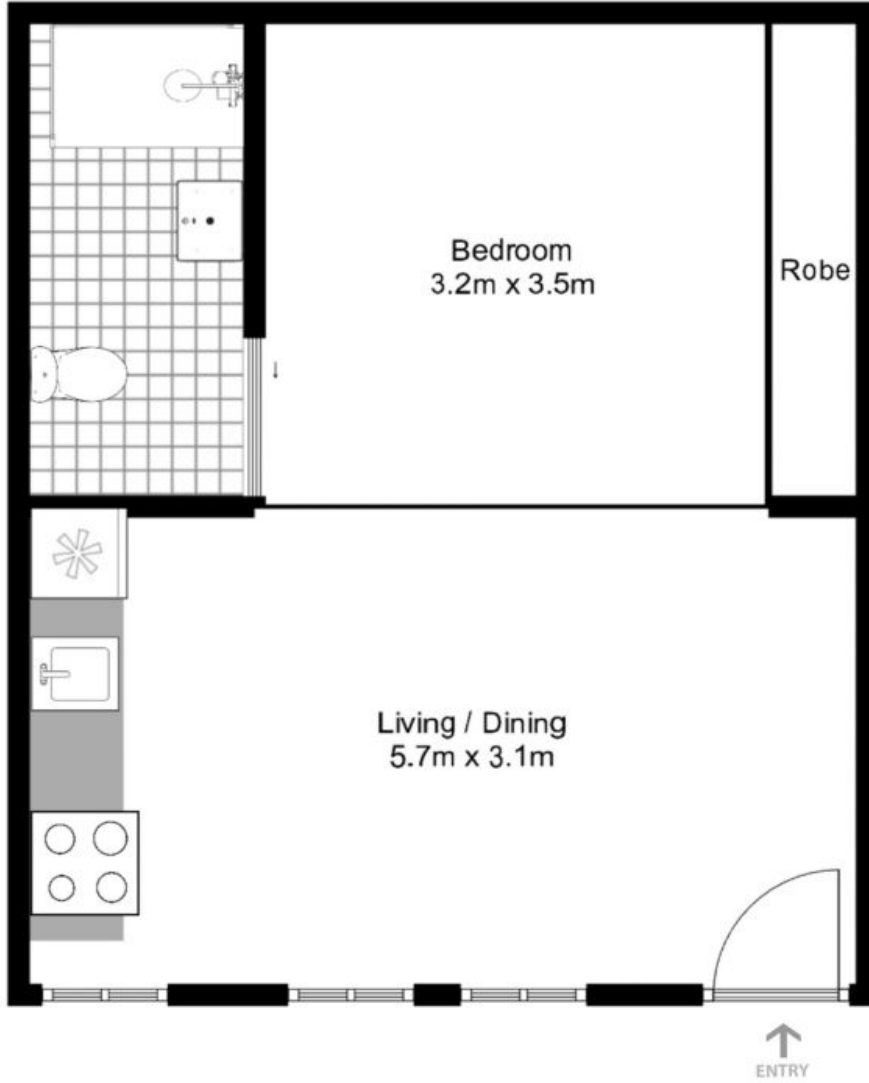 Bedroom
3.2m x 3.5m
Robe
Living / Dining
5.7m x 3.1m
ENTRY